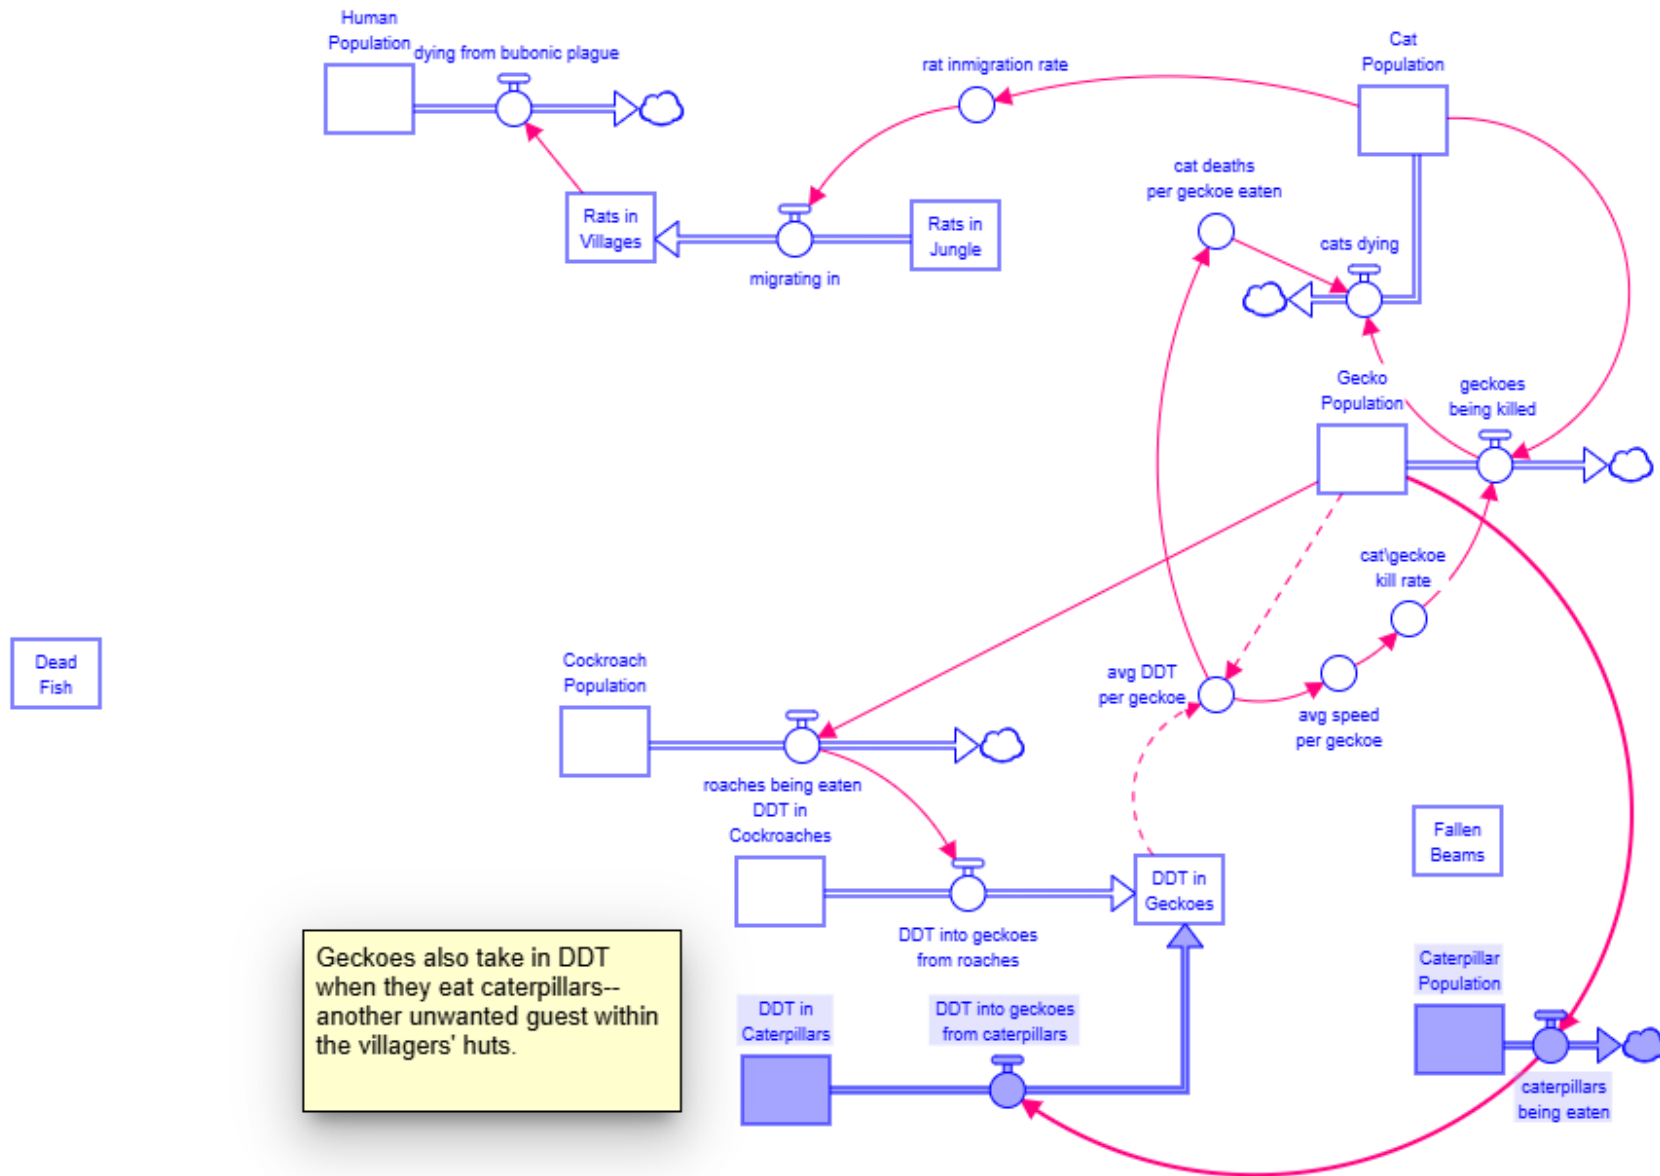 Human
Population
dying from bubonic plague
rat inmigration rate
Cat
Population
cat deaths
per geckoe eaten
Rats in
Villages
Rats in
Jungle
cats dying
migrating in
Gecko
Population
geckoes
being killed
cat\geckoe
kill rate
Dead
Fish
Cockroach
Population
avg DDT
per geckoe
avg speed
per geckoe
roaches being eaten
DDT in
Cockroaches
Fallen
Beams
DDT in
Geckoes
DDT into geckoes
from roaches
Geckoes also take in DDT
when they eat caterpillars--
another unwanted guest within
the villagers' huts.
DDT in
Caterpillars
DDT into geckoes
from caterpillars
Caterpillar
Population
caterpillars
being eaten